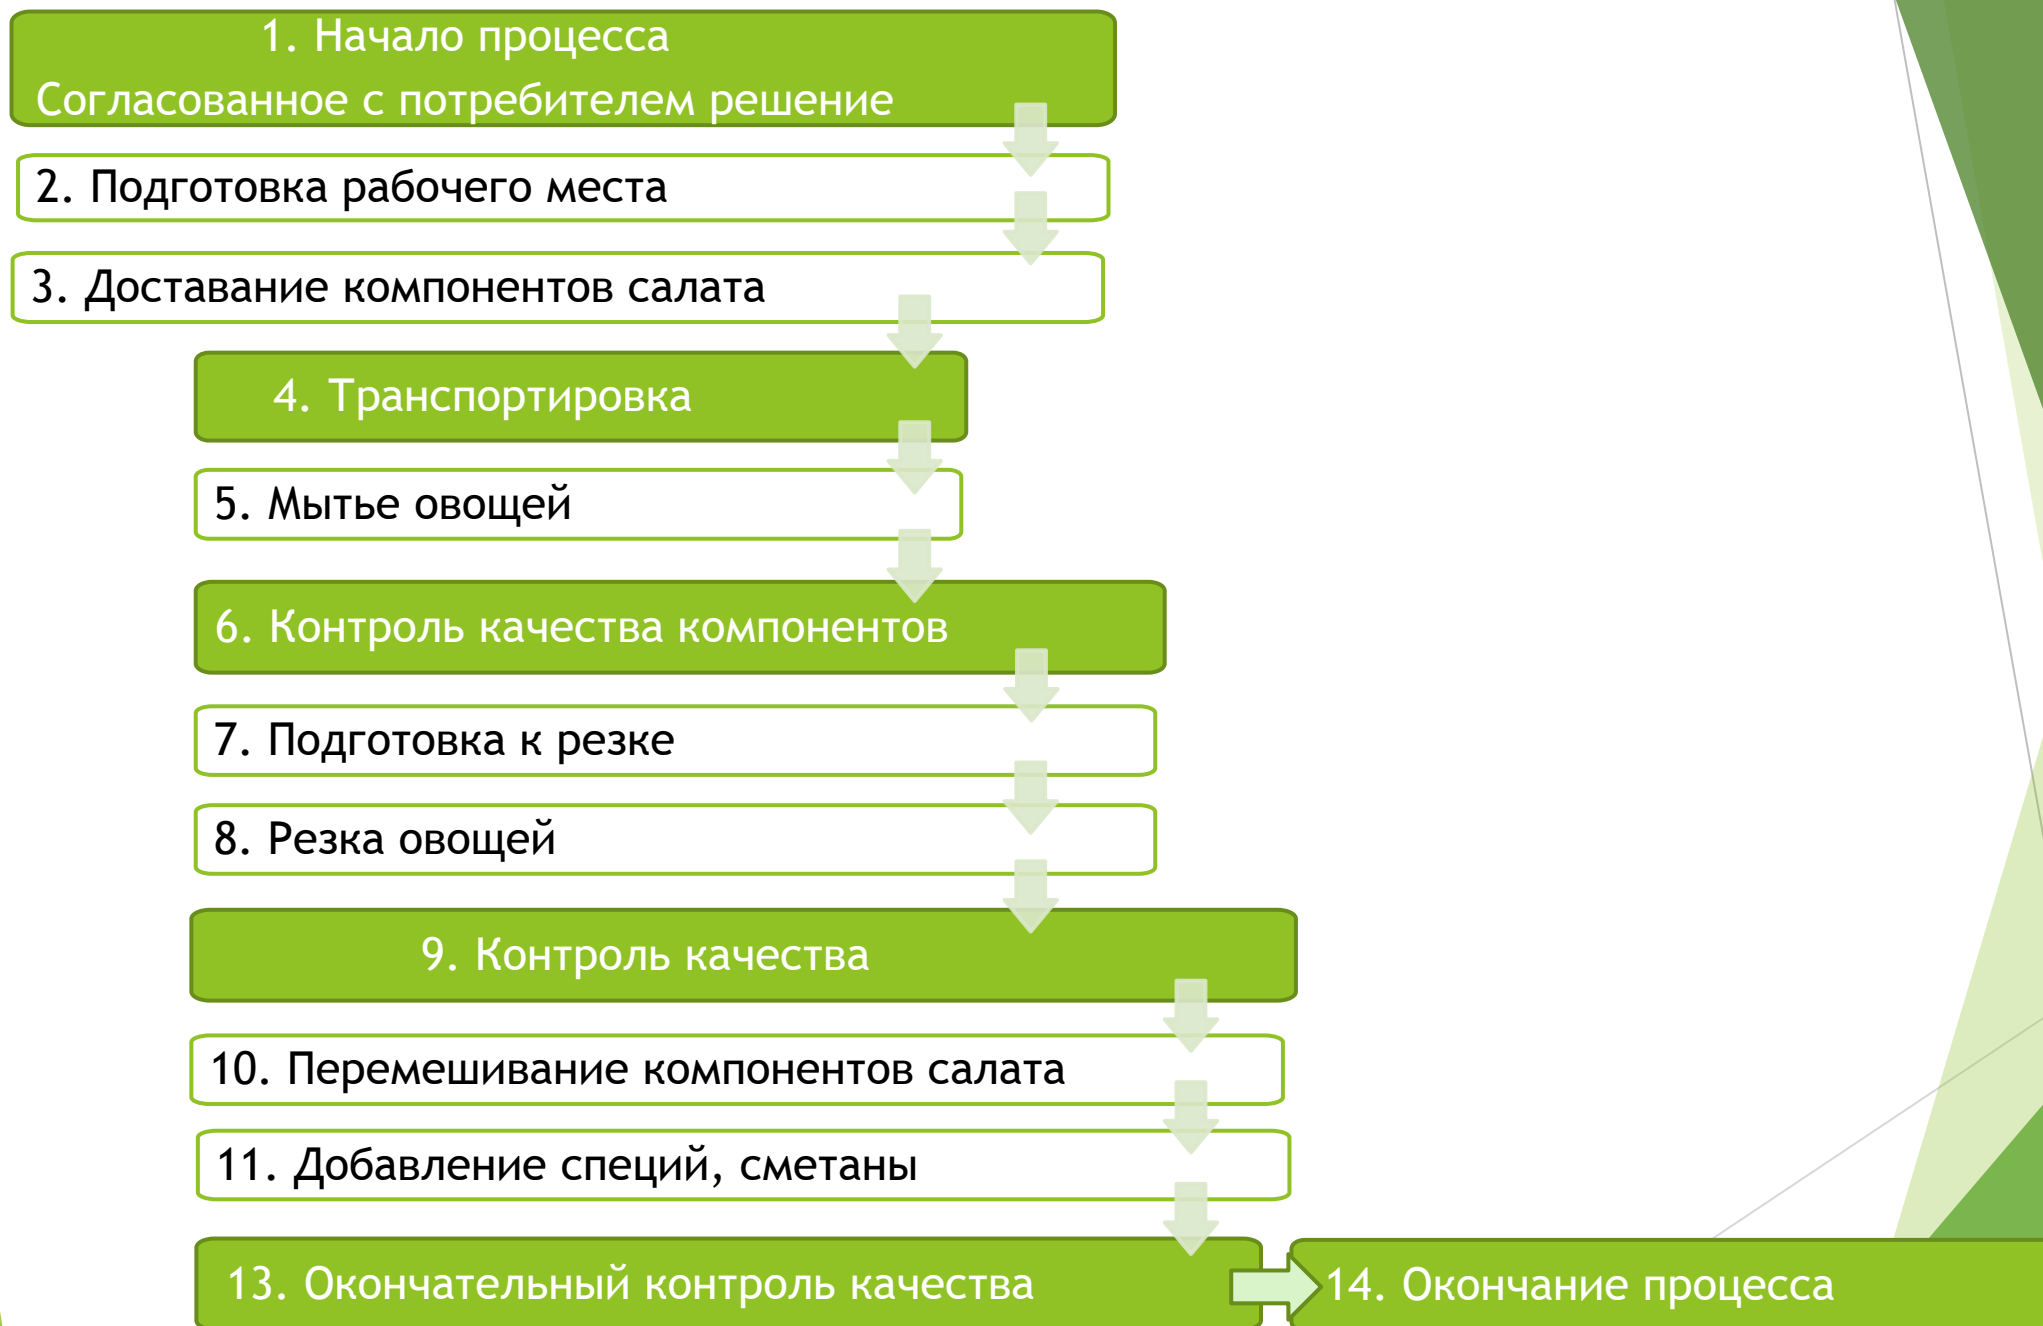 1. Начало процесса
Согласованное с потребителем решение
2. Подготовка рабочего места
3. Доставание компонентов салата
4. Транспортировка
5. Мытье овощей
6. Контроль качества компонентов
7. Подготовка к резке
8. Резка овощей
9. Контроль качества
10. Перемешивание компонентов салата
11. Добавление специй, сметаны
13. Окончательный контроль качества
14. Окончание процесса